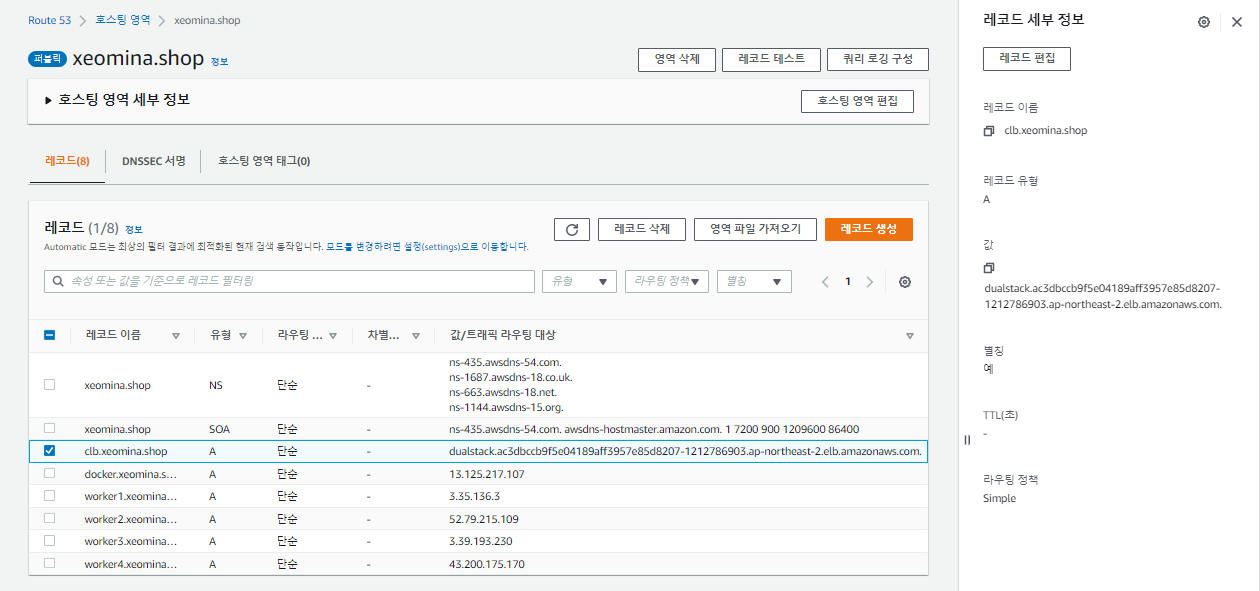 Route 53 > 호스팅 영역 > xeomina.shop
퍼블릭 xeomina.shop 정보
영역 삭제 레코드 테스트 쿼리 로깅 구성
호스팅 영역 세부 정보
호스팅 영역 편집
레코드(8) DNSSEC 서명 호스팅 영역 태그(0)
레코드 (1/8) 정보
Automatic 모드는 최상의 필터 결과에 최적화된 현재 검색 동작입니다. 모드를 변경하려면 설정(settings)으로 이동합니다.
레코드 삭제 영역 파일 가져오기 레코드 생성
속성 또는 값을 기준으로 레코드 필터링 유형 라우팅 정책 별칭 1
레코드 이름 유형 라우팅 ... 차별... 값/트래픽 라우팅 대상
xeomina.shop NS 단순 -
ns-435.awsdns-54.com.
ns-1687.awsdns-18.co.uk.
ns-663.awsdns-18.net.
ns-1144.awsdns-15.org.
xeomina.shop SOA 단순 - ns-435.awsdns-54.com. awsdns-hostmaster.amazon.com. 1 7200 900 1209600 86400
clb.xeomina.shop A 단순 - dualstack.ac3dbccb9f5e04189aff3957e85d8207-1212786903.ap-northeast-2.elb.amazonaws.com.
docker.xeomina.s... A 단순 - 13.125.217.107
worker1.xeomina... A 단순 - 3.35.136.3
worker2.xeomina... A 단순 - 52.79.215.109
worker3.xeomina... A 단순 - 3.39.193.230
worker4.xeomina... A 단순 - 43.200.175.170
레코드 세부 정보
레코드 편집
레코드 이름
clb.xeomina.shop
레코드 유형
A
값
dualstack.ac3dbccb9f5e04189aff3957e85d8207-
1212786903.ap-northeast-2.elb.amazonaws.com.
별칭
예
TTL(초)
-
라우팅 정책
Simple